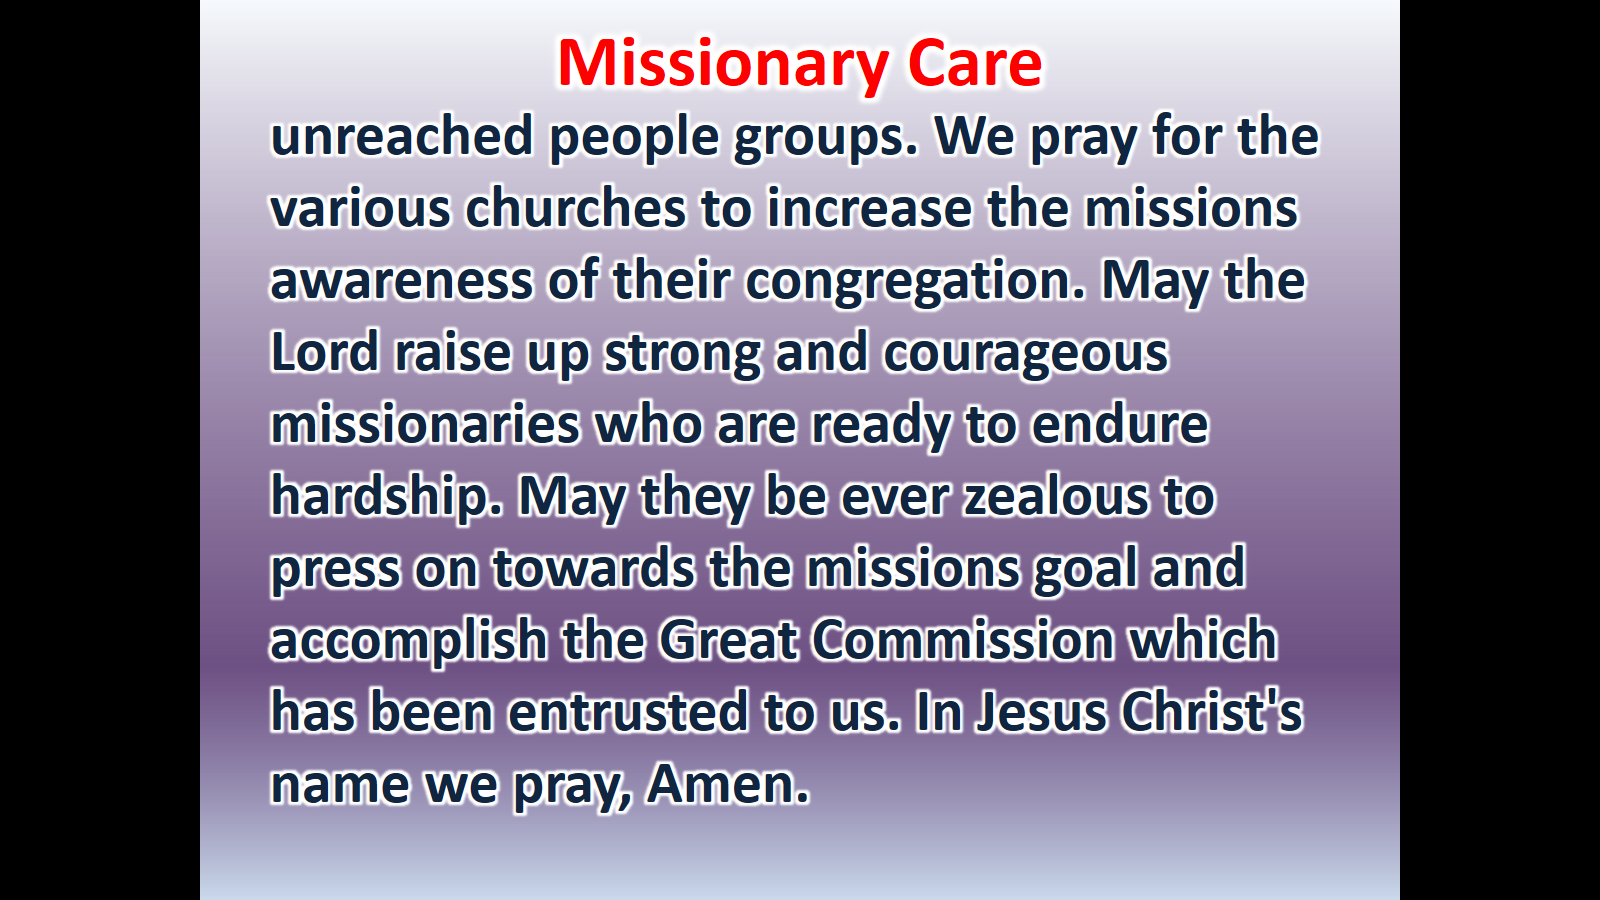 Missionary Care
unreached people groups. We pray for the
various churches to increase the missions
awareness of their congregation. May the
Lord raise up strong and courageous
missionaries who are ready to endure
hardship. May they be ever zealous to
press on towards the missions goal and
accomplish the Great Commission which
has been entrusted to us. In Jesus Christ's
name we pray, Amen.